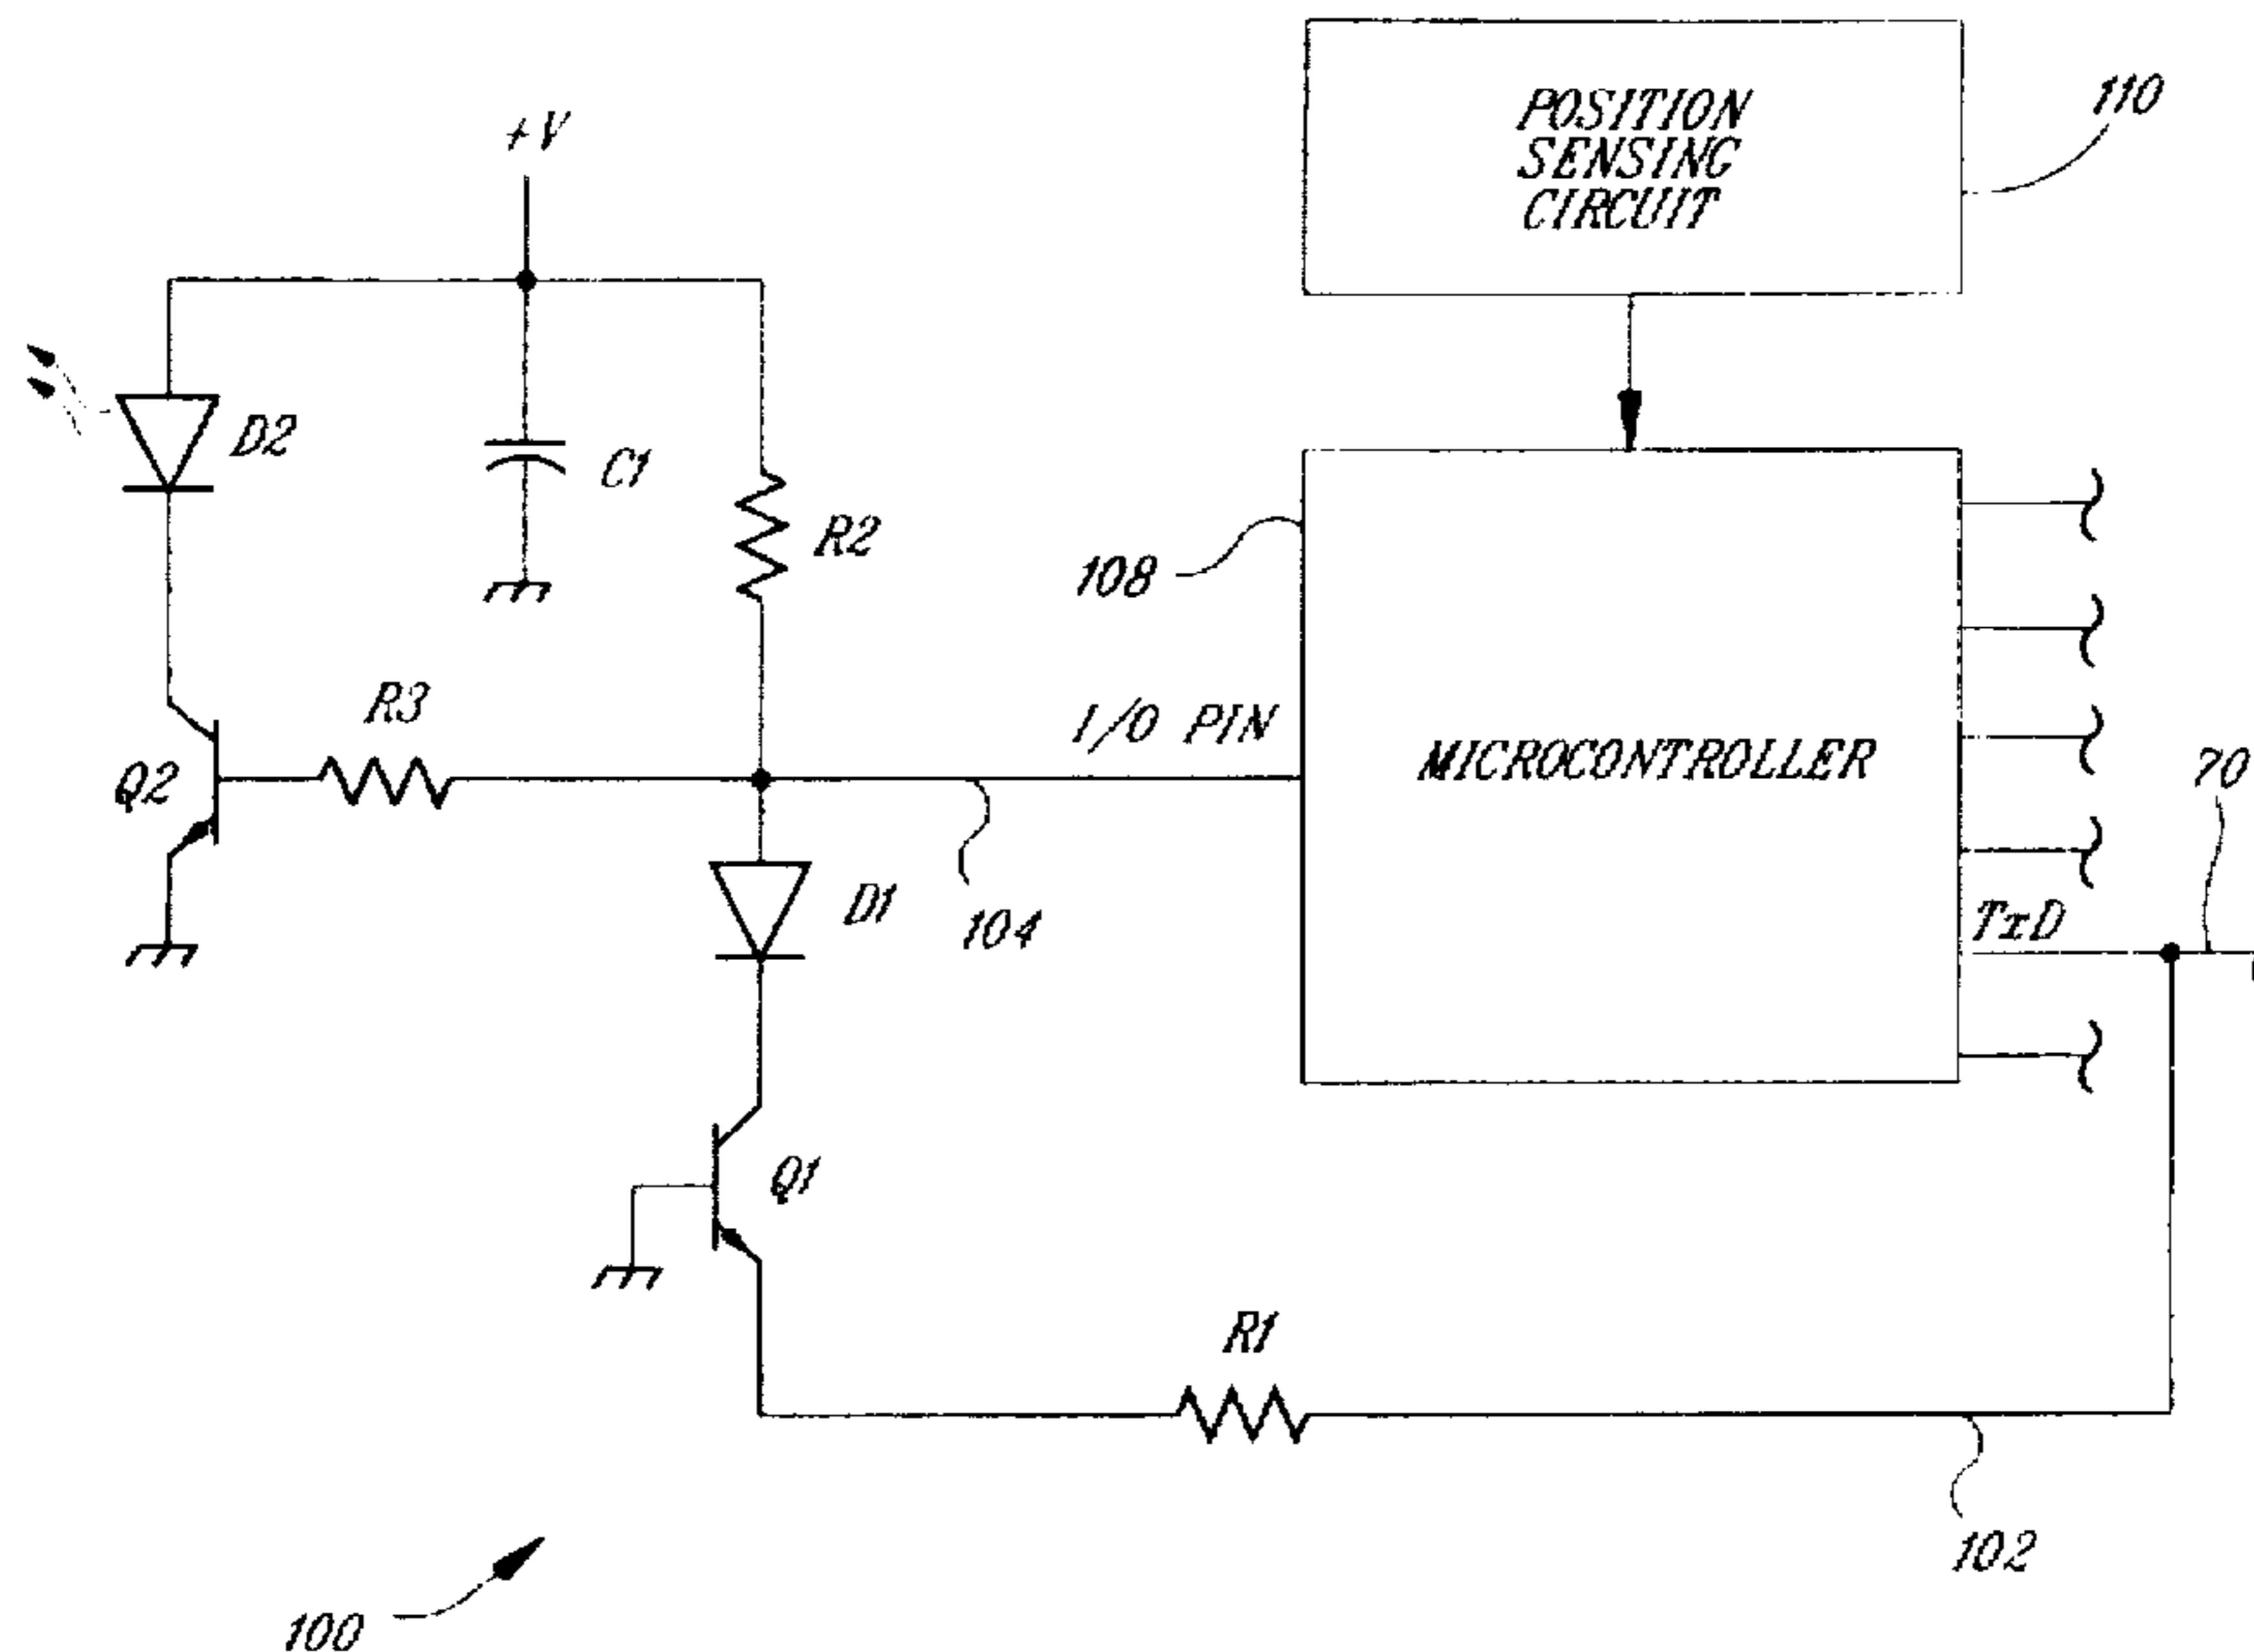 POSITION
SENSING
CIRCUIT
110
+V
D2
C1
R2
108
R3
I/O PIN
MICROCONTROLLER
70
Q2
D1
104
TxD
Q1
R1
102
100